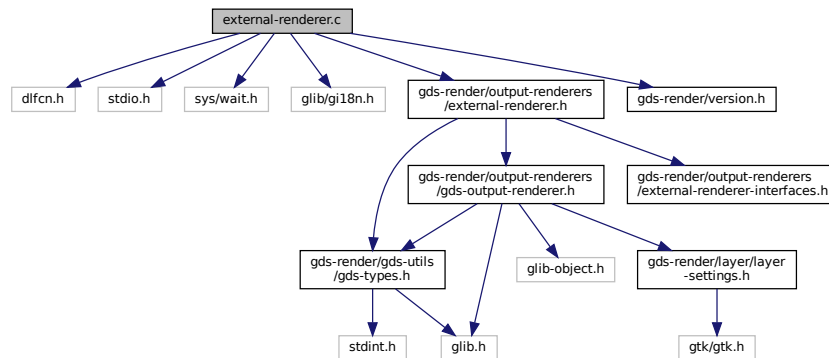 external-renderer.c
dlfcn.h
stdio.h
sys/wait.h
glib/gi18n.h
gds-render/output-renderers
/external-renderer.h
gds-render/version.h
gds-render/output-renderers
/gds-output-renderer.h
gds-render/output-renderers
/external-renderer-interfaces.h
gds-render/gds-utils
/gds-types.h
glib-object.h
gds-render/layer/layer
-settings.h
stdint.h
glib.h
gtk/gtk.h